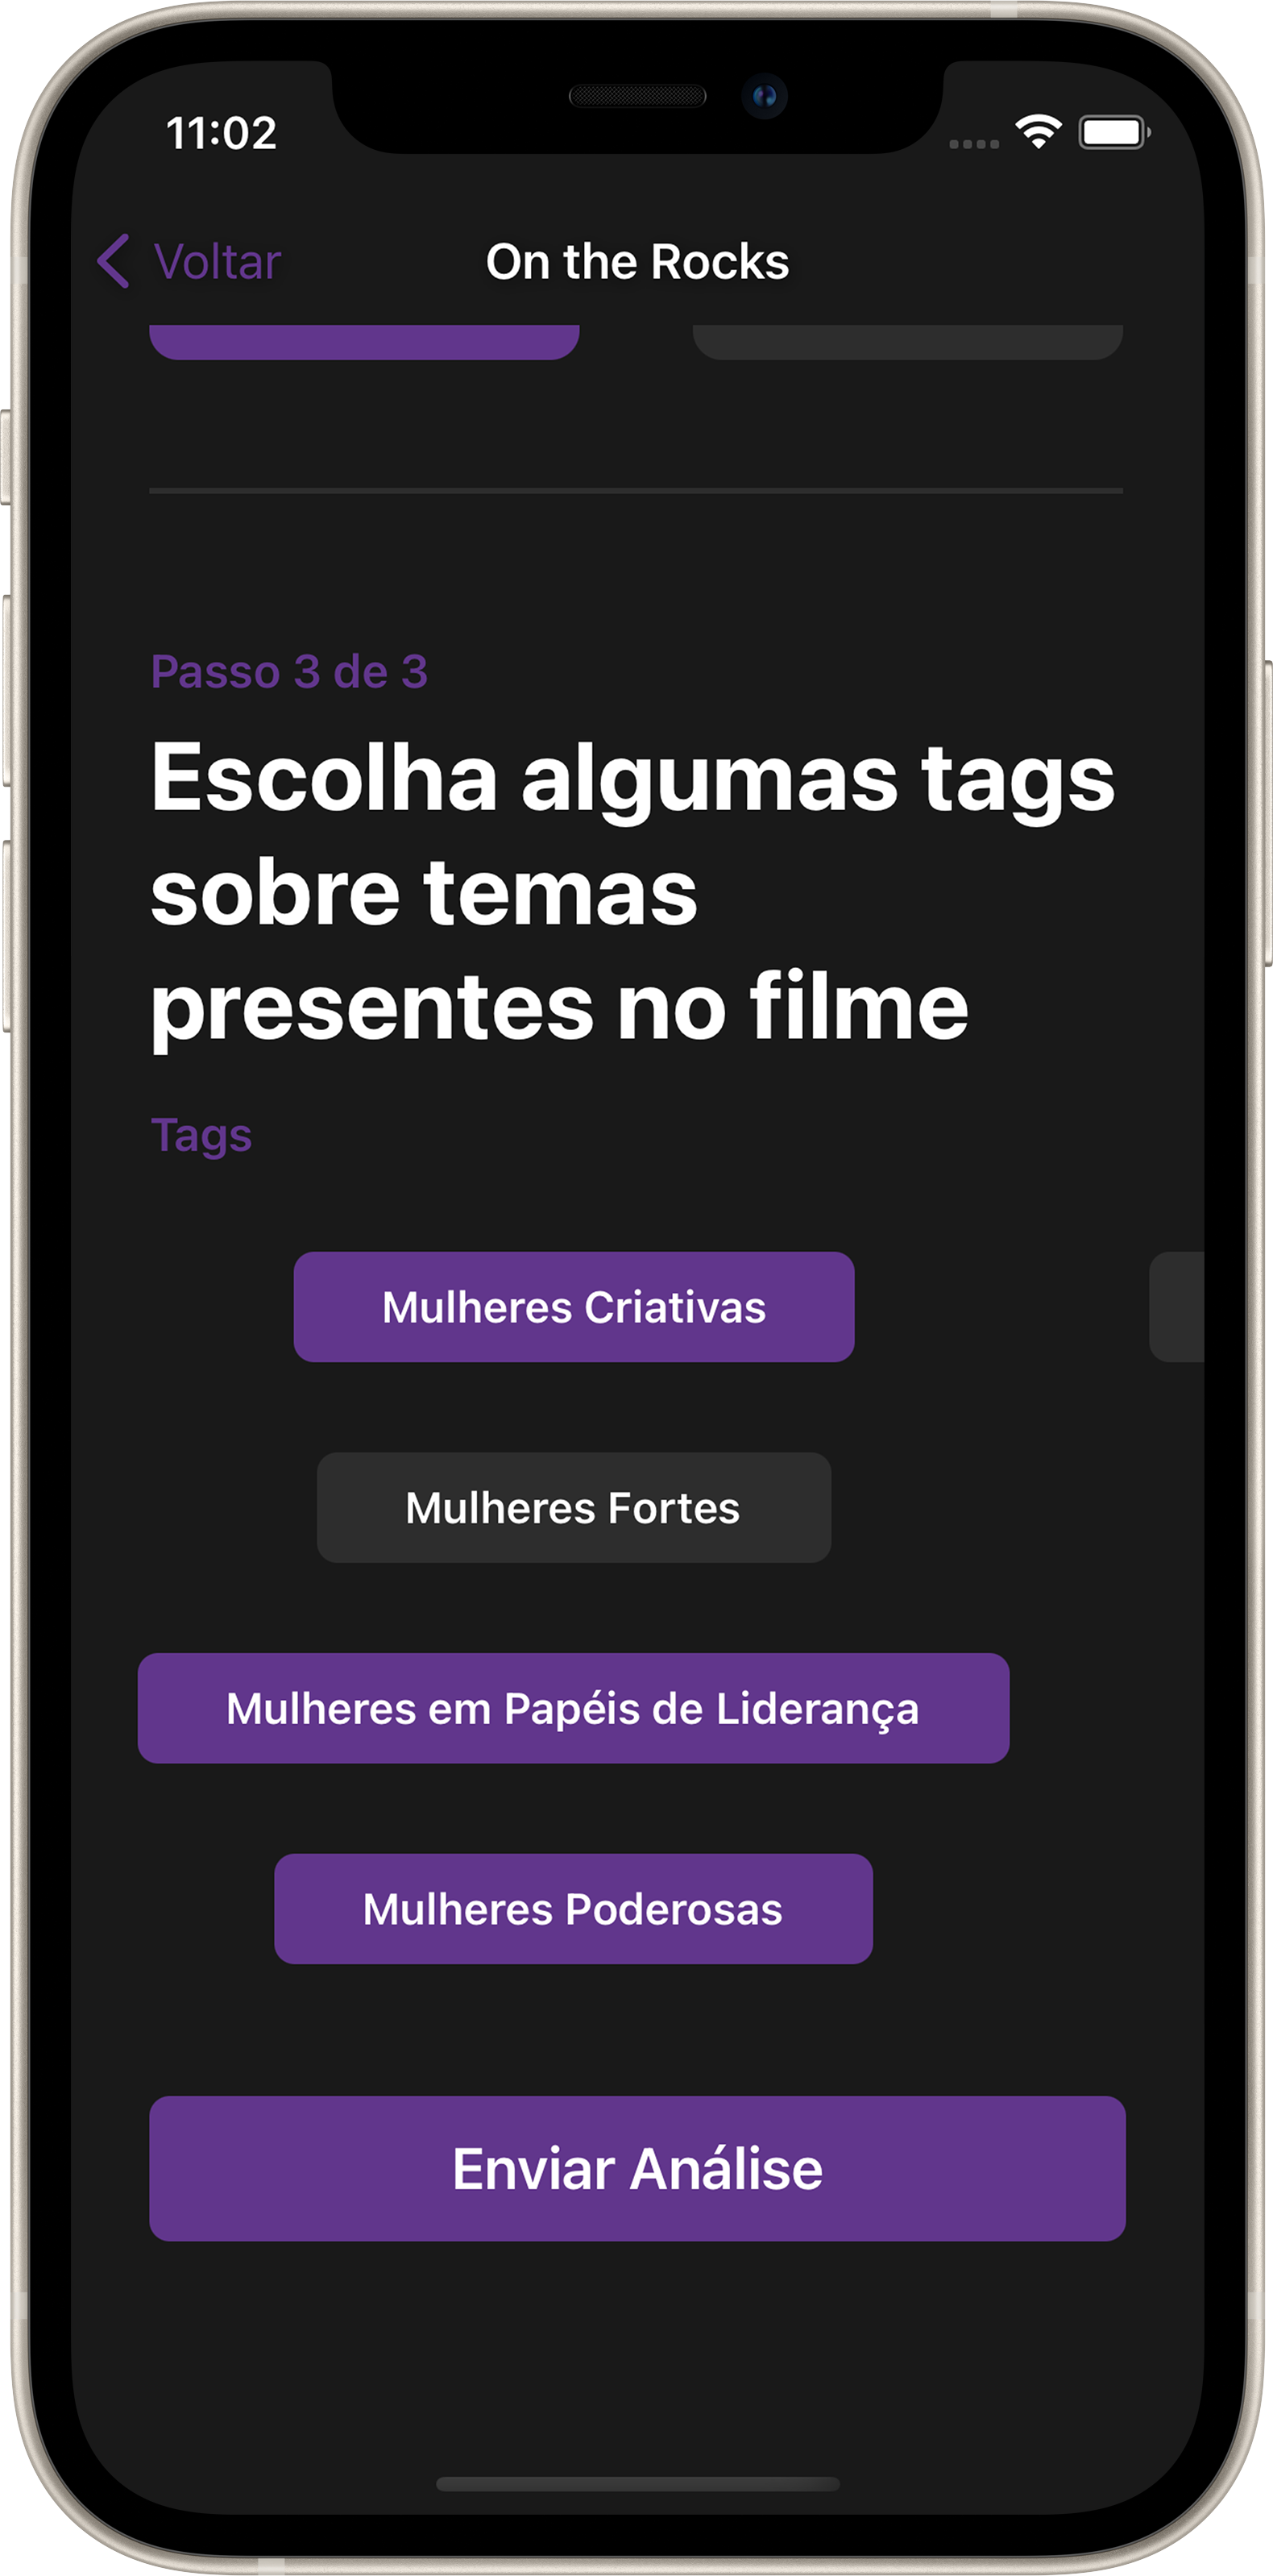 11:02
Voltar
On the Rocks
Passo 3 de 3
Escolha algumas tags
sobre temas
presentes no filme
Tags
Mulheres Criativas
Mulheres Fortes
Mulheres em Papéis de Liderança
Mulheres Poderosas
Enviar Análise